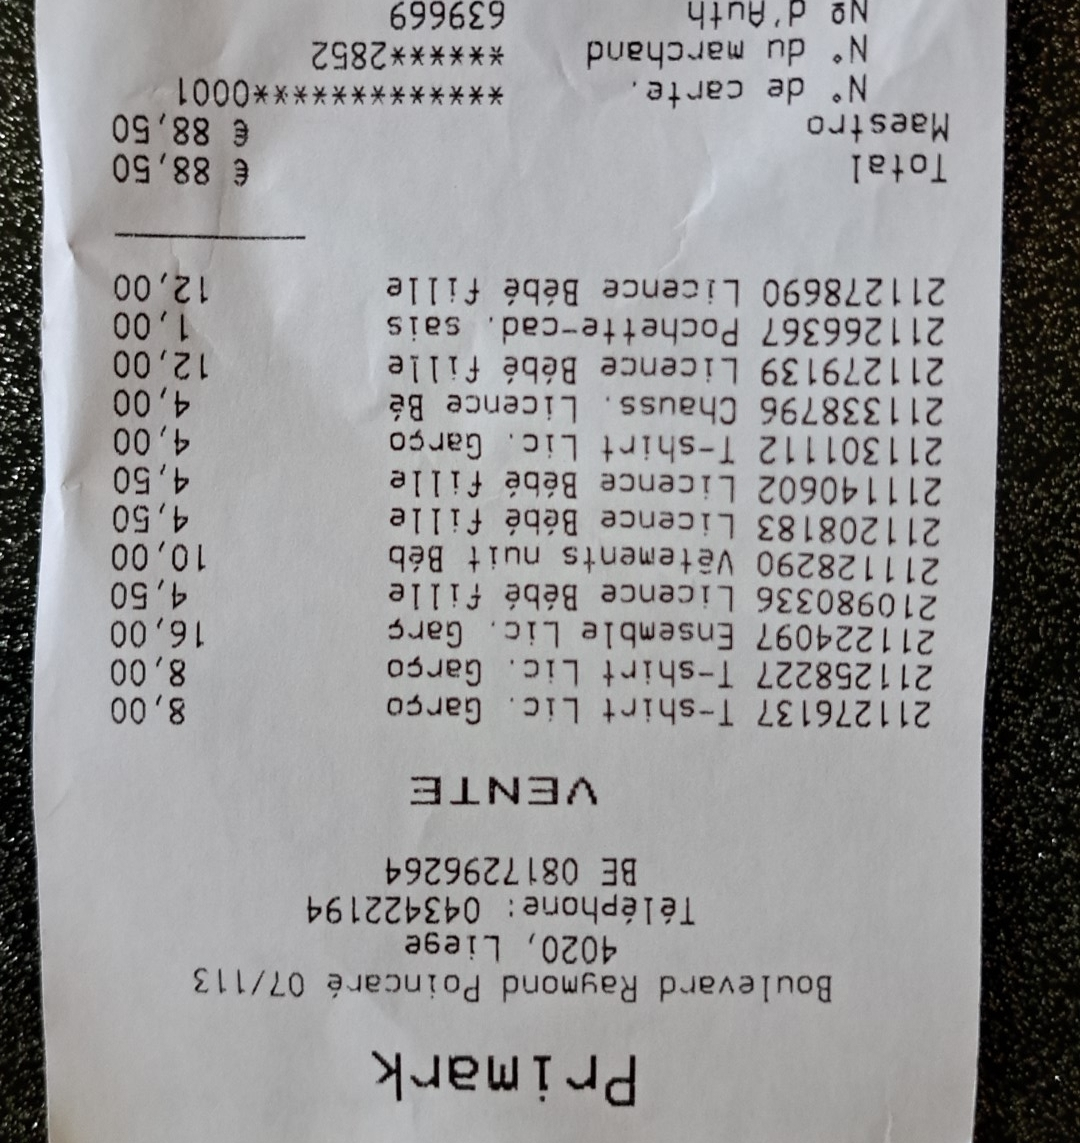 Primark
Boulevard Raymond Poincaré 07/113
4020, Liege
Téléphone: 043422194
BE 0817296264
VENTE
211276137 T-shirt Lic. Garço 8,00
211258227 T-shirt Lic. Garço 8,00
211224097 Ensemble Lic. Garç 16,00
210980336 Licence Bébé fille 4,50
211128290 Vêtements nuit Béb 10,00
211208183 Licence Bébé fille 4,50
211140602 Licence Bébé fille 4,50
211301112 T-shirt Lic. Garço 4,00
211338796 Chauss. Licence Bé 4,00
211279139 Licence Bébé fille 12,00
211266367 Pochette-cad. sais 1,00
211278690 Licence Bébé fille 12,00
Total € 88,50
Maestro € 88,50
N° de carte. *************0001
N° du marchand ******2852
Nº d'Auth 639669